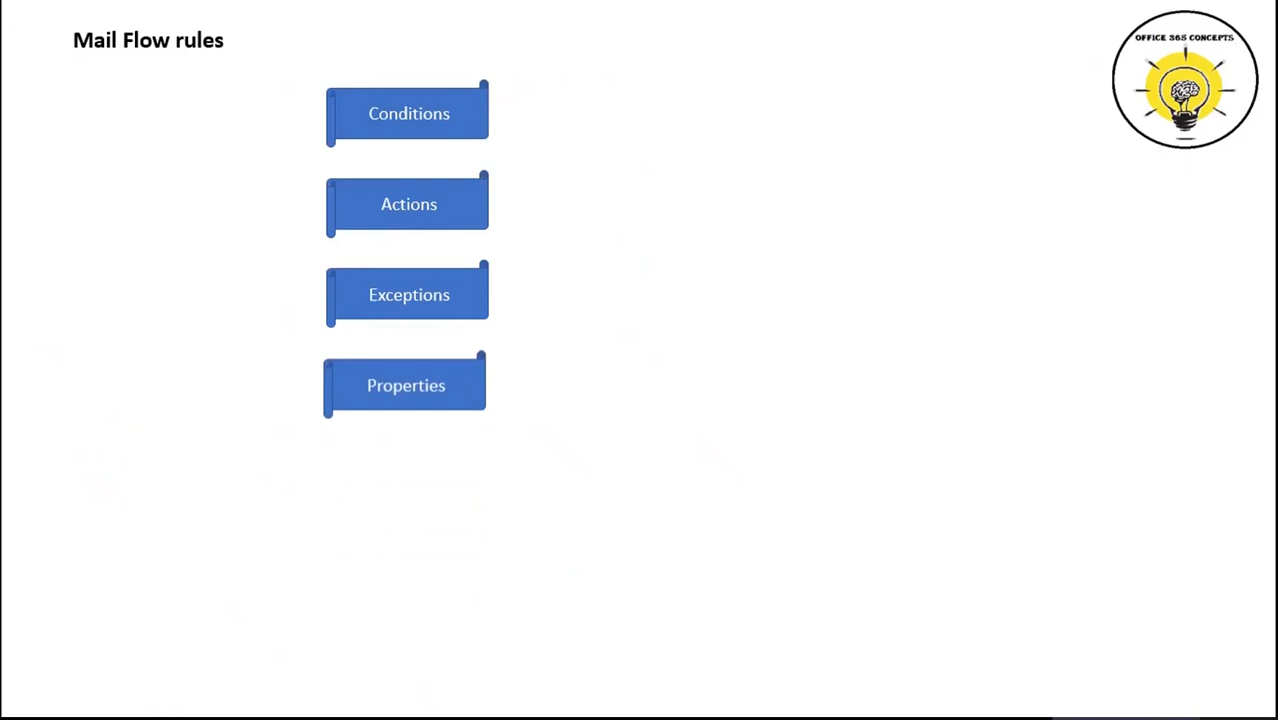 Mail Flow rules
OFFICE 365 CONCEPTS
Conditions
Actions
Exceptions
Properties